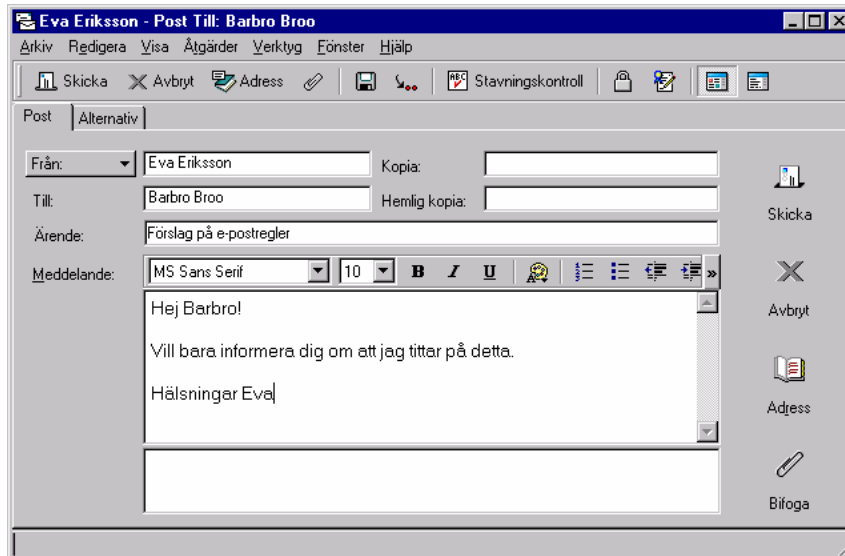 Eva Eriksson - Post Till: Barbro Broo
Arkiv Redigera Visa Åtgärder Verktyg Fönster Hjälp
Skicka Avbryt Adress ABC Stavningskontroll
Post Alternativ
Från: Eva Eriksson Kopia:
Till: Barbro Broo Hemlig kopia:
Skicka
Ärende: Förslag på e-postregler
Meddelande: MS Sans Serif 10 B I U »
Hej Barbro!
Avbryt
Vill bara informera dig om att jag tittar på detta.
Hälsningar Eva
Adress
Bifoga